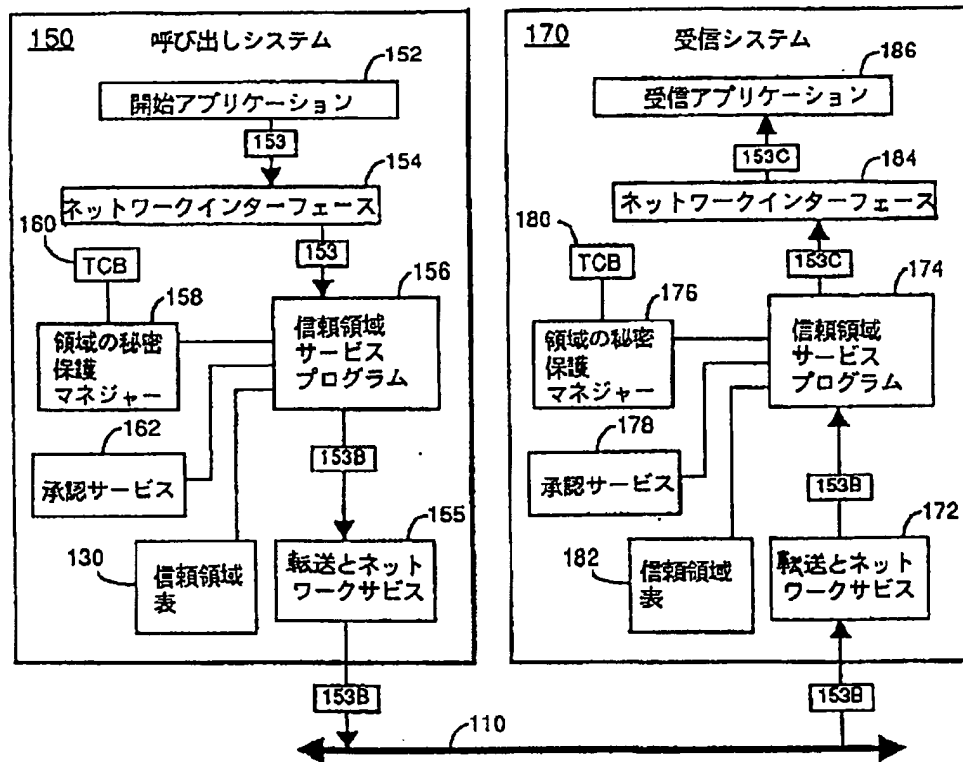 150
呼び出しシステム
152
開始アプリケーション
153
154
ネットワークインターフェース
160
TCB
153
156
158
領域の秘密
保護
マネジャー
信頼領域
サービス
プログラム
162
承認サービス
153B
155
130
信頼領域
表
転送とネット
ワークサビス
153B
170
受信システム
186
受信アプリケーション
153C
184
ネットワークインターフェース
180
TCB
153C
174
176
領域の秘密
保護
マネジャー
信頼領域
サービス
プログラム
178
承認サービス
153B
172
182
信頼領域
表
転送とネット
ワークサビス
153B
110